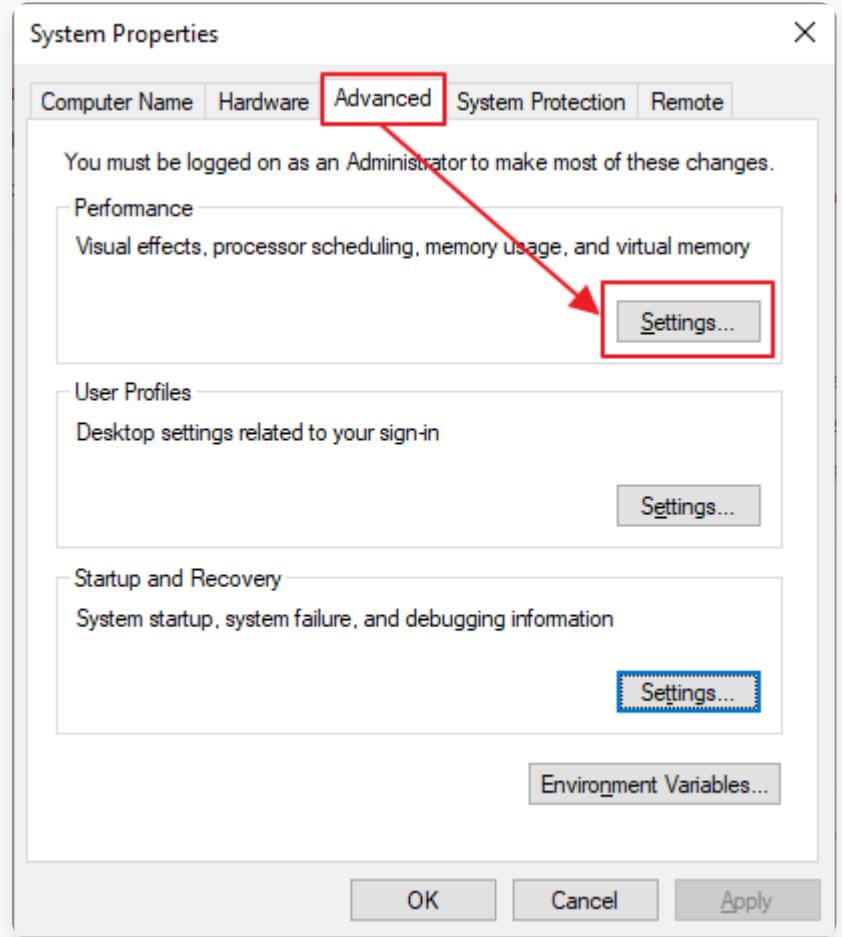 System Properties
Computer Name Hardware Advanced System Protection Remote
You must be logged on as an Administrator to make most of these changes.
Performance
Visual effects, processor scheduling, memory usage, and virtual memory
Settings...
User Profiles
Desktop settings related to your sign-in
Settings...
Startup and Recovery
System startup, system failure, and debugging information
Settings...
Environment Variables...
OK Cancel Apply